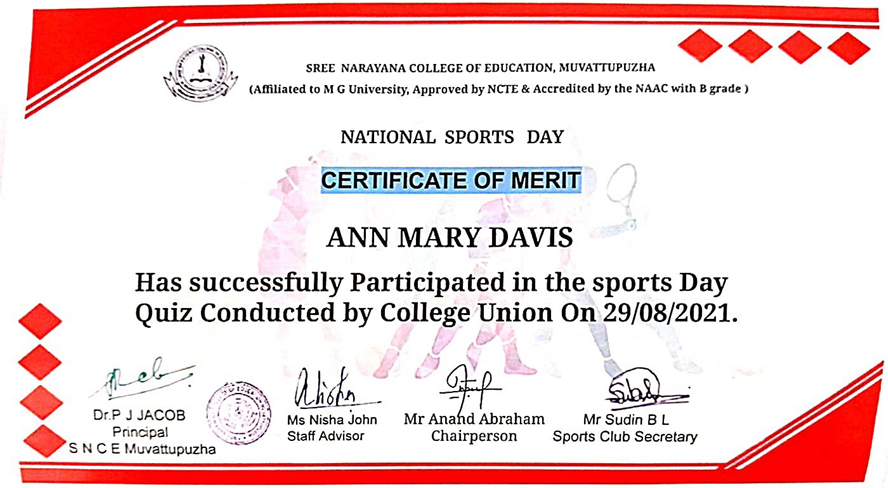 SREE NARAYANA COLLEGE OF EDUCATION, MUVATTUPUZHA
(Affiliated to M G University, Approved by NCTE & Accredited by the NAAC with B grade )
NATIONAL SPORTS DAY
CERTIFICATE OF MERIT
ANN MARY DAVIS
Has successfully Participated in the sports Day
Quiz Conducted by College Union On 29/08/2021.
Dr.P J JACOB
Principal
S N C E Muvattupuzha
Ms Nisha John
Staff Advisor
Mr Anand Abraham
Chairperson
Mr Sudin B L
Sports Club Secretary